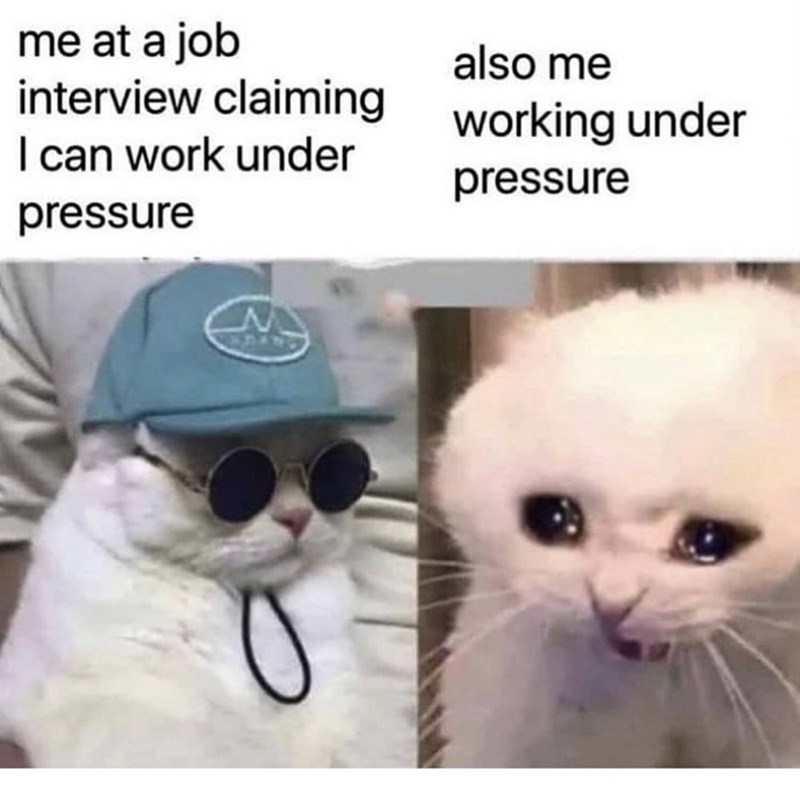 me at a job
interview claiming
I can work under
pressure
also me
working under
pressure